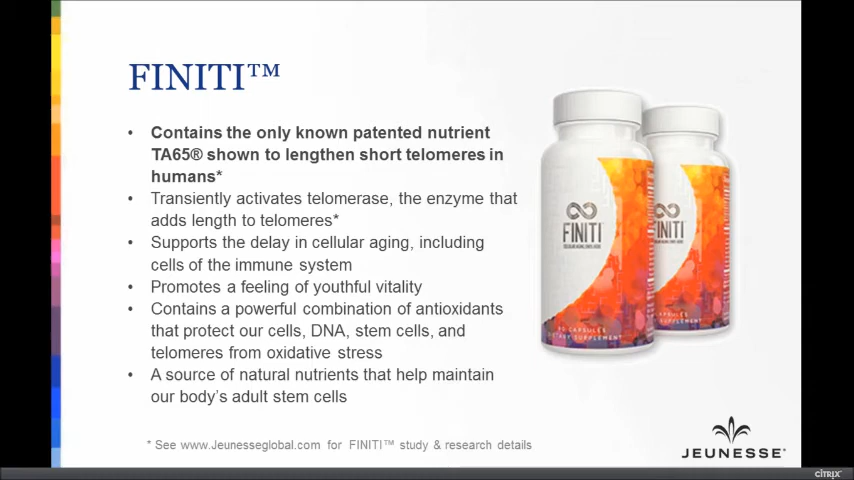 FINITI™
• Contains the only known patented nutrient
TA65® shown to lengthen short telomeres in
humans*
• Transiently activates telomerase, the enzyme that
adds length to telomeres*
• Supports the delay in cellular aging, including
cells of the immune system
• Promotes a feeling of youthful vitality
• Contains a powerful combination of antioxidants
that protect our cells, DNA, stem cells, and
telomeres from oxidative stress
• A source of natural nutrients that help maintain
our body's adult stem cells
* See www.Jeunesseglobal.com for FINITI™ study & research details
FINITI
CAPSULES
DIETARY SUPPLEMENT
INITI
CAPSULES
SUPPLEMENT
JEUNESSE®
CITRIX